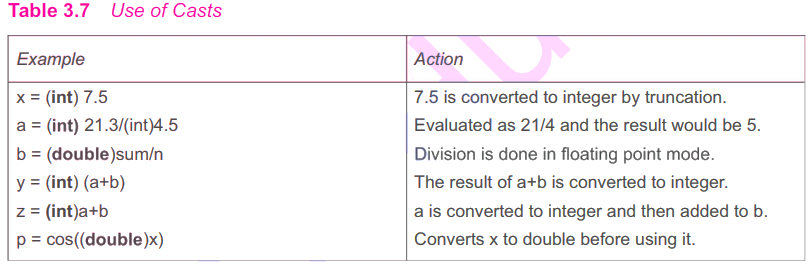 Table 3.7 Use of Casts
Example Action
x = (int) 7.5 7.5 is converted to integer by truncation.
a = (int) 21.3/(int)4.5 Evaluated as 21/4 and the result would be 5.
b = (double)sum/n Division is done in floating point mode.
y = (int) (a+b) The result of a+b is converted to integer.
z = (int)a+b a is converted to integer and then added to b.
p = cos((double)x) Converts x to double before using it.